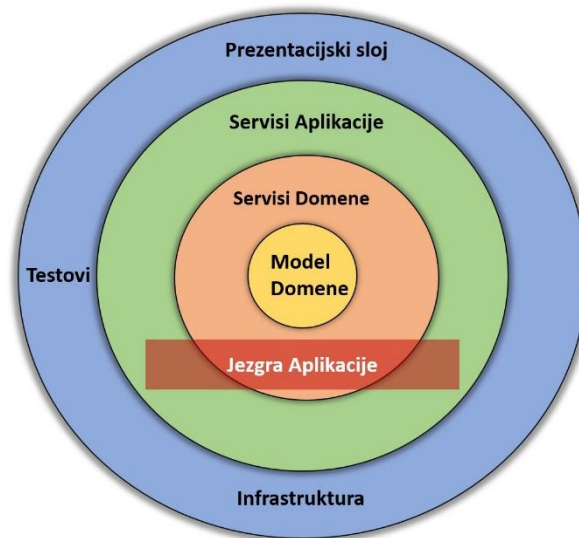 Prezentacijski sloj
Servisi Aplikacije
Servisi Domene
Model
Domene
Testovi
Jezgra Aplikacije
Infrastruktura